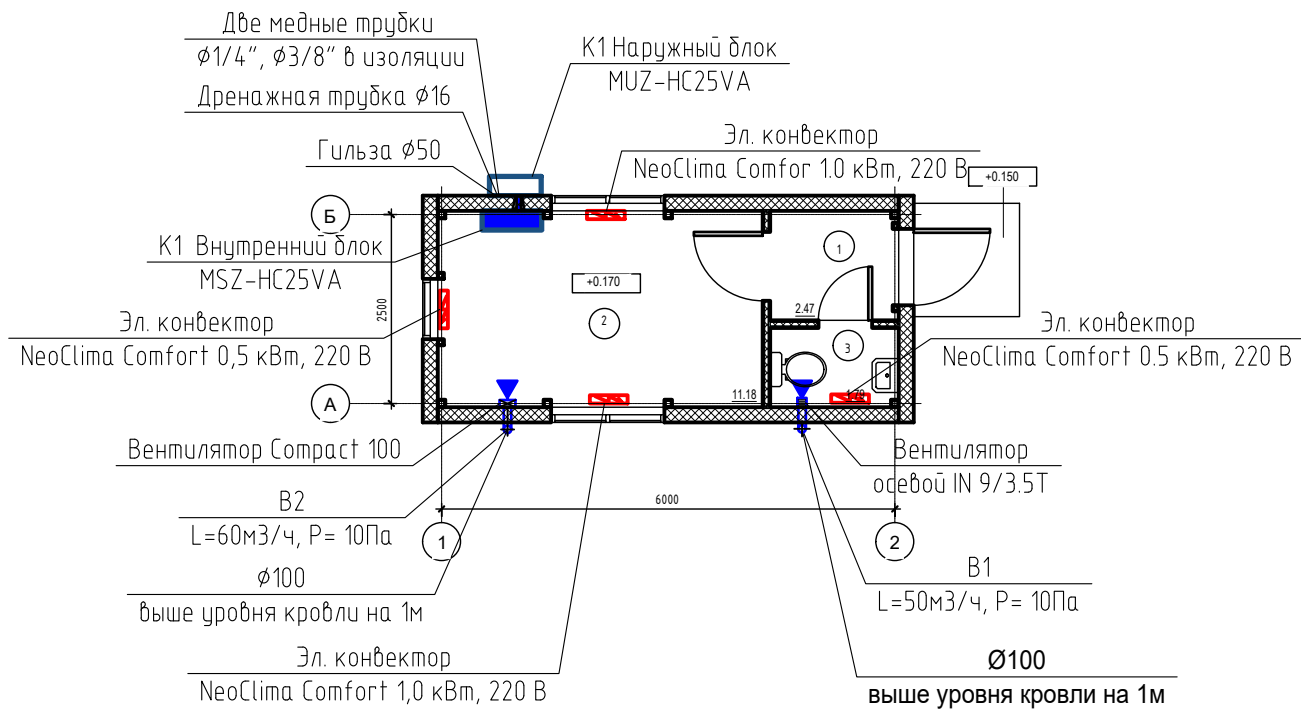 Две медные трубки
Ø1/4", Ø3/8" в изоляции
Дренажная трубка Ø16
Гильза Ø50
К1 Наружный блок
MUZ-HC25VA
Эл. конвектор
NeoClima Comfor 1.0 кВт, 220 В
+0.150
Б
К1 Внутренний блок
MSZ-HC25VA
+0.170
1
2
2.47
3
2500
Эл. конвектор
NeoClima Comfort 0,5 кВт, 220 В
Эл. конвектор
NeoClima Comfort 0.5 кВт, 220 В
А
11.18
1.70
Вентилятор Compact 100
Вентилятор
осевой IN 9/3.5Т
В2
L=60м3/ч, Р= 10Па
6000
1
2
Ø100
выше уровня кровли на 1м
В1
L=50м3/ч, Р= 10Па
Эл. конвектор
NeoClima Comfort 1,0 кВт, 220 В
Ø100
выше уровня кровли на 1м